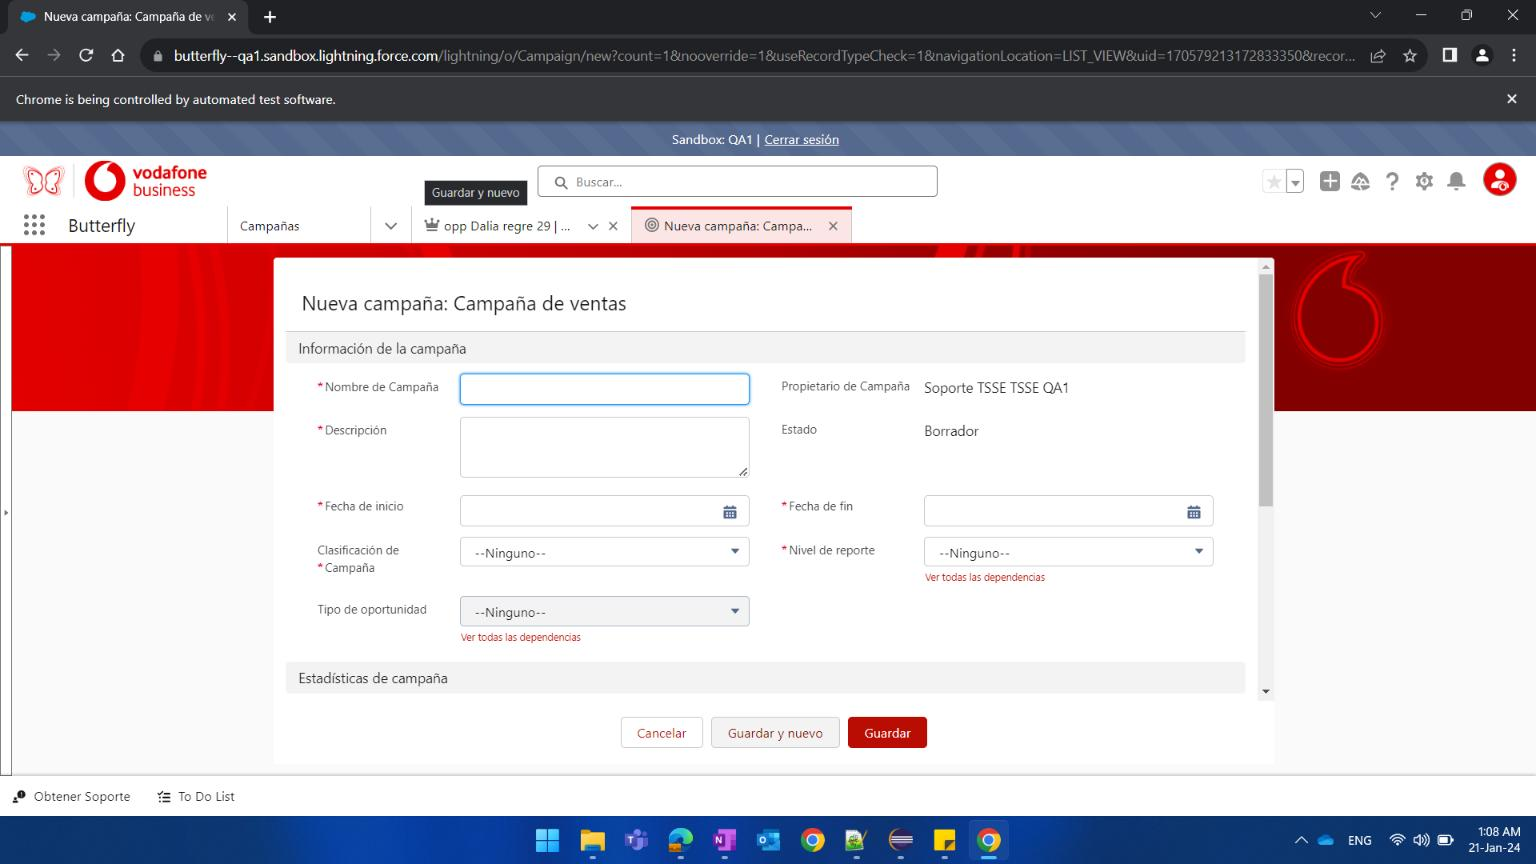 Nueva campaña: Campaña de ve
butterfly--qa1.sandbox.lightning.force.com/lightning/o/Campaign/new?count=1&nooverride=1&useRecordTypeCheck=1&navigationLocation=LIST_VIEW&uid=170579213172833350&recor...
Chrome is being controlled by automated test software.
Sandbox: QA1 | Cerrar sesión
vodafone
business
Guardar y nuevo
Buscar...
Butterfly
Campañas
opp Dalia regre 29 | ...
Nueva campaña: Campa...
Nueva campaña: Campaña de ventas
Información de la campaña
*Nombre de Campaña
Propietario de Campaña
Soporte TSSE TSSE QA1
*Descripción
Estado
Borrador
*Fecha de inicio
*Fecha de fin
Clasificación de
*Campaña
--Ninguno--
*Nivel de reporte
--Ninguno--
Ver todas las dependencias
Tipo de oportunidad
--Ninguno--
Ver todas las dependencias
Estadísticas de campaña
Cancelar
Guardar y nuevo
Guardar
Obtener Soporte
To Do List
ENG
1:08 AM
21-Jan-24